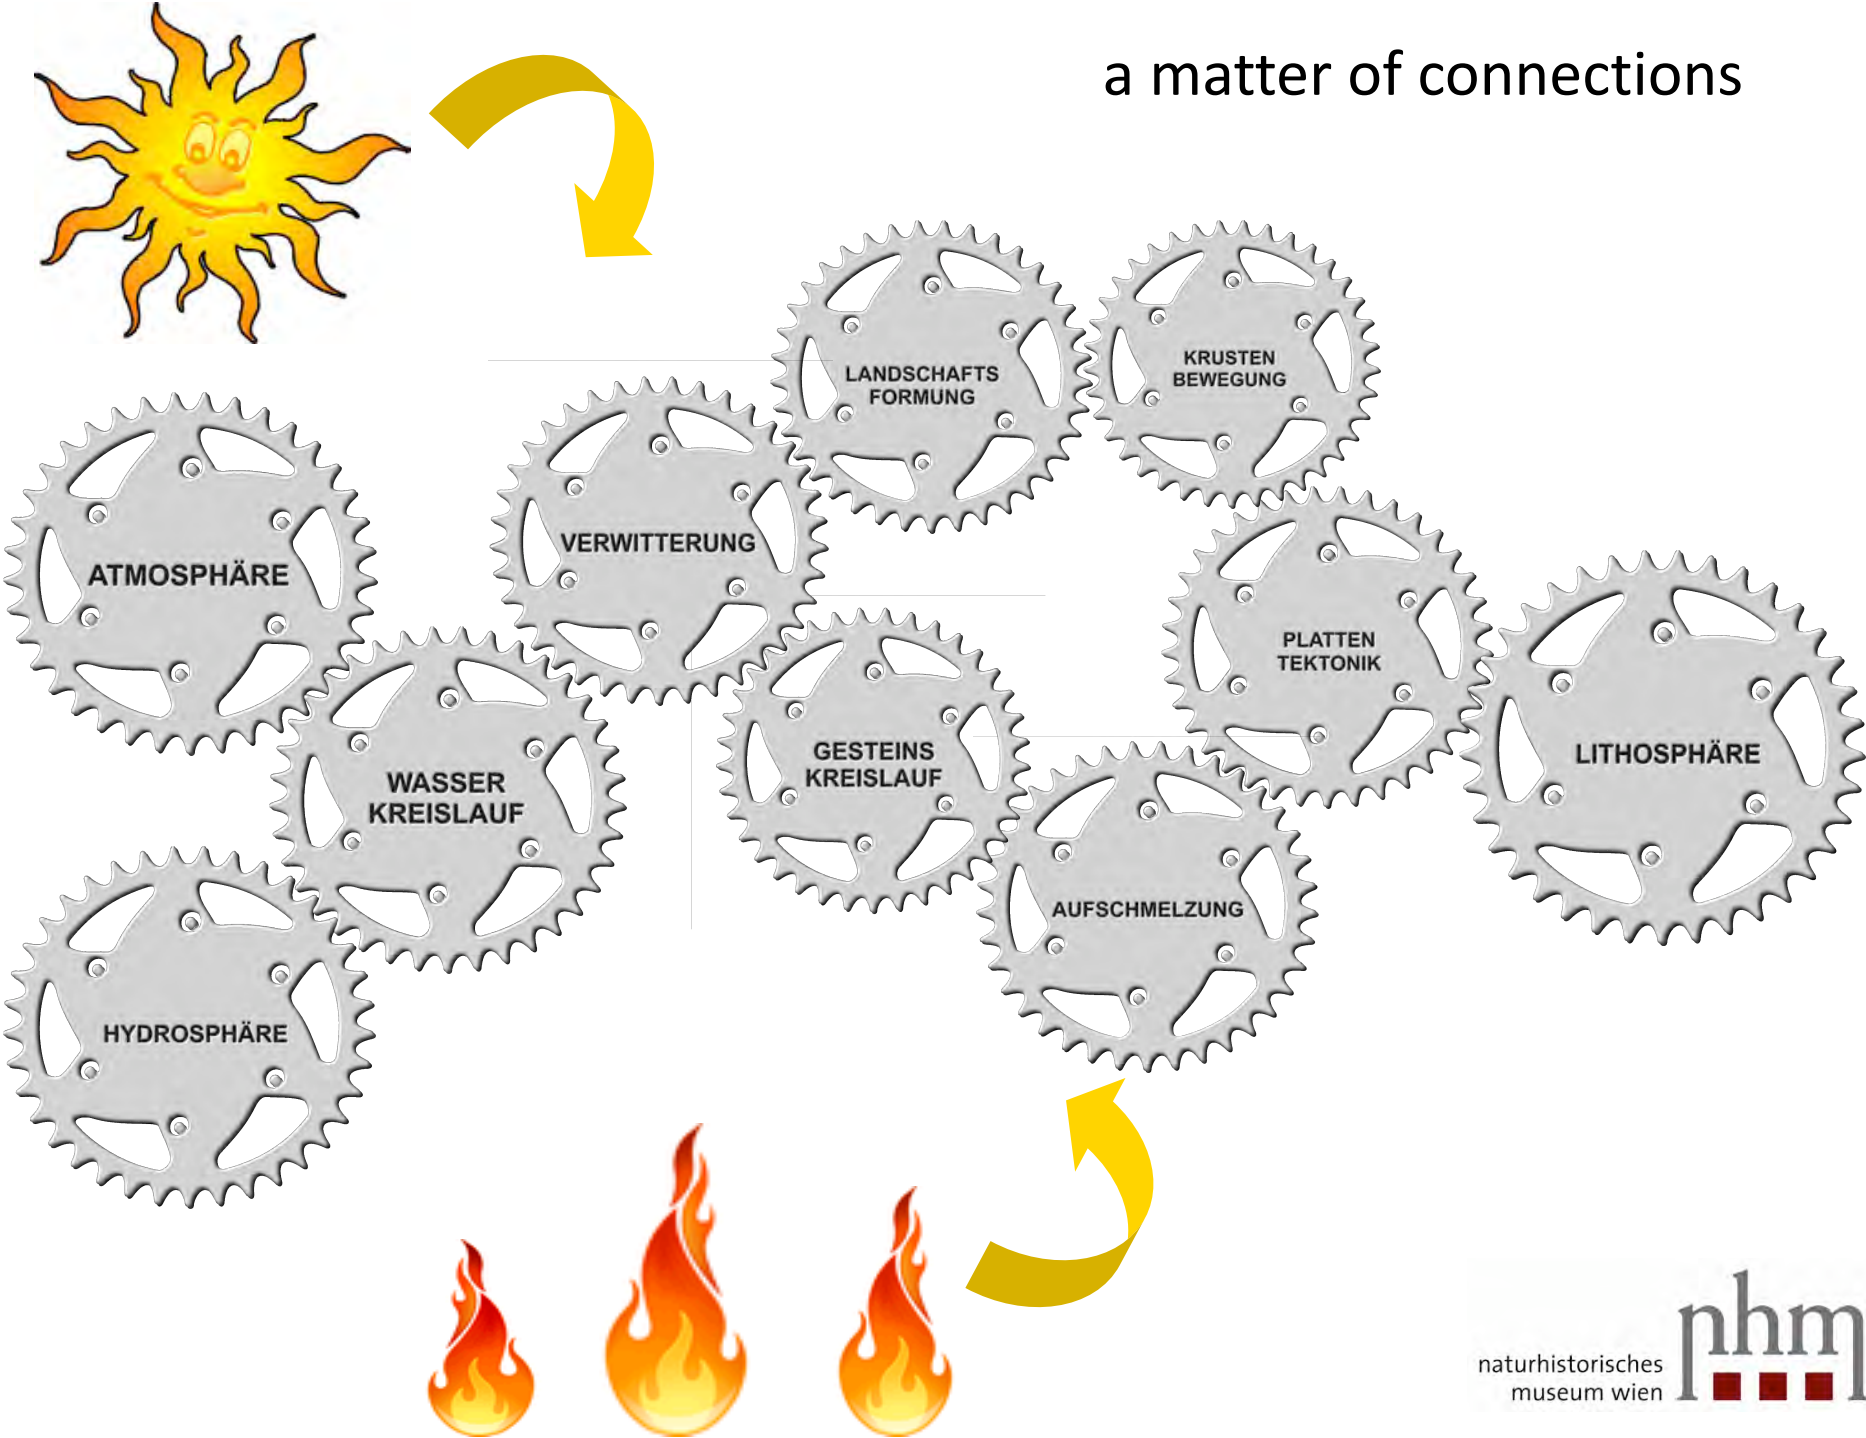 a matter of connections
LANDSCHAFTS
FORMUNG
KRUSTEN
BEWEGUNG
ATMOSPHÄRE
VERWITTERUNG
PLATTEN
TEKTONIK
LITHOSPHÄRE
WASSER
KREISLAUF
GESTEINS
KREISLAUF
AUFSCHMELZUNG
HYDROSPHÄRE
naturhistorisches
museum wien
nhm